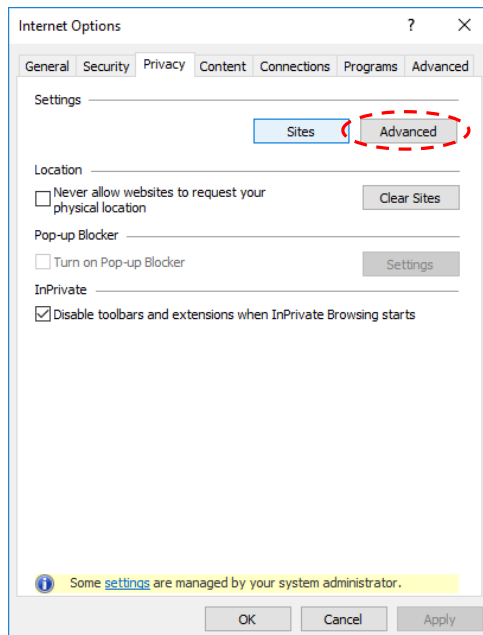 Internet Options ? ×
General Security Privacy Content Connections Programs Advanced
Settings
Sites Advanced
Location
Never allow websites to request your
physical location
Clear Sites
Pop-up Blocker
Turn on Pop-up Blocker Settings
InPrivate
Disable toolbars and extensions when InPrivate Browsing starts
Some settings are managed by your system administrator.
OK Cancel Apply